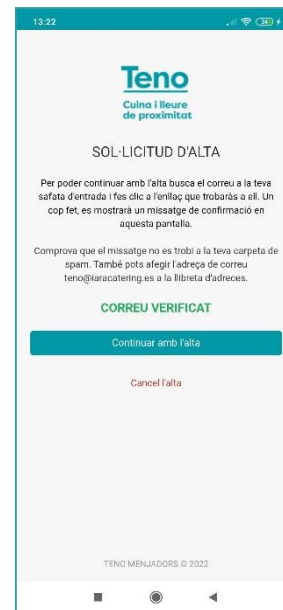 13:22
24
Teno
Cuina i lleure
de proximitat
SOL·LICITUD D'ALTA
Per poder continuar amb l'alta busca el correu a la teva
safata d'entrada i fes clic a l'enllaç que trobaràs a ell. Un
cop fet, es mostrarà un missatge de confirmació en
aquesta pantalla.
Comprova que el missatge no es trobi a la teva carpeta de
spam. També pots afegir l'adreça de correu
teno@iaracatering.es a la llibreta d'adreces.
CORREU VERIFICAT
Continuar amb l'alta
Cancel l'alta
TENO MENJADORS © 2022